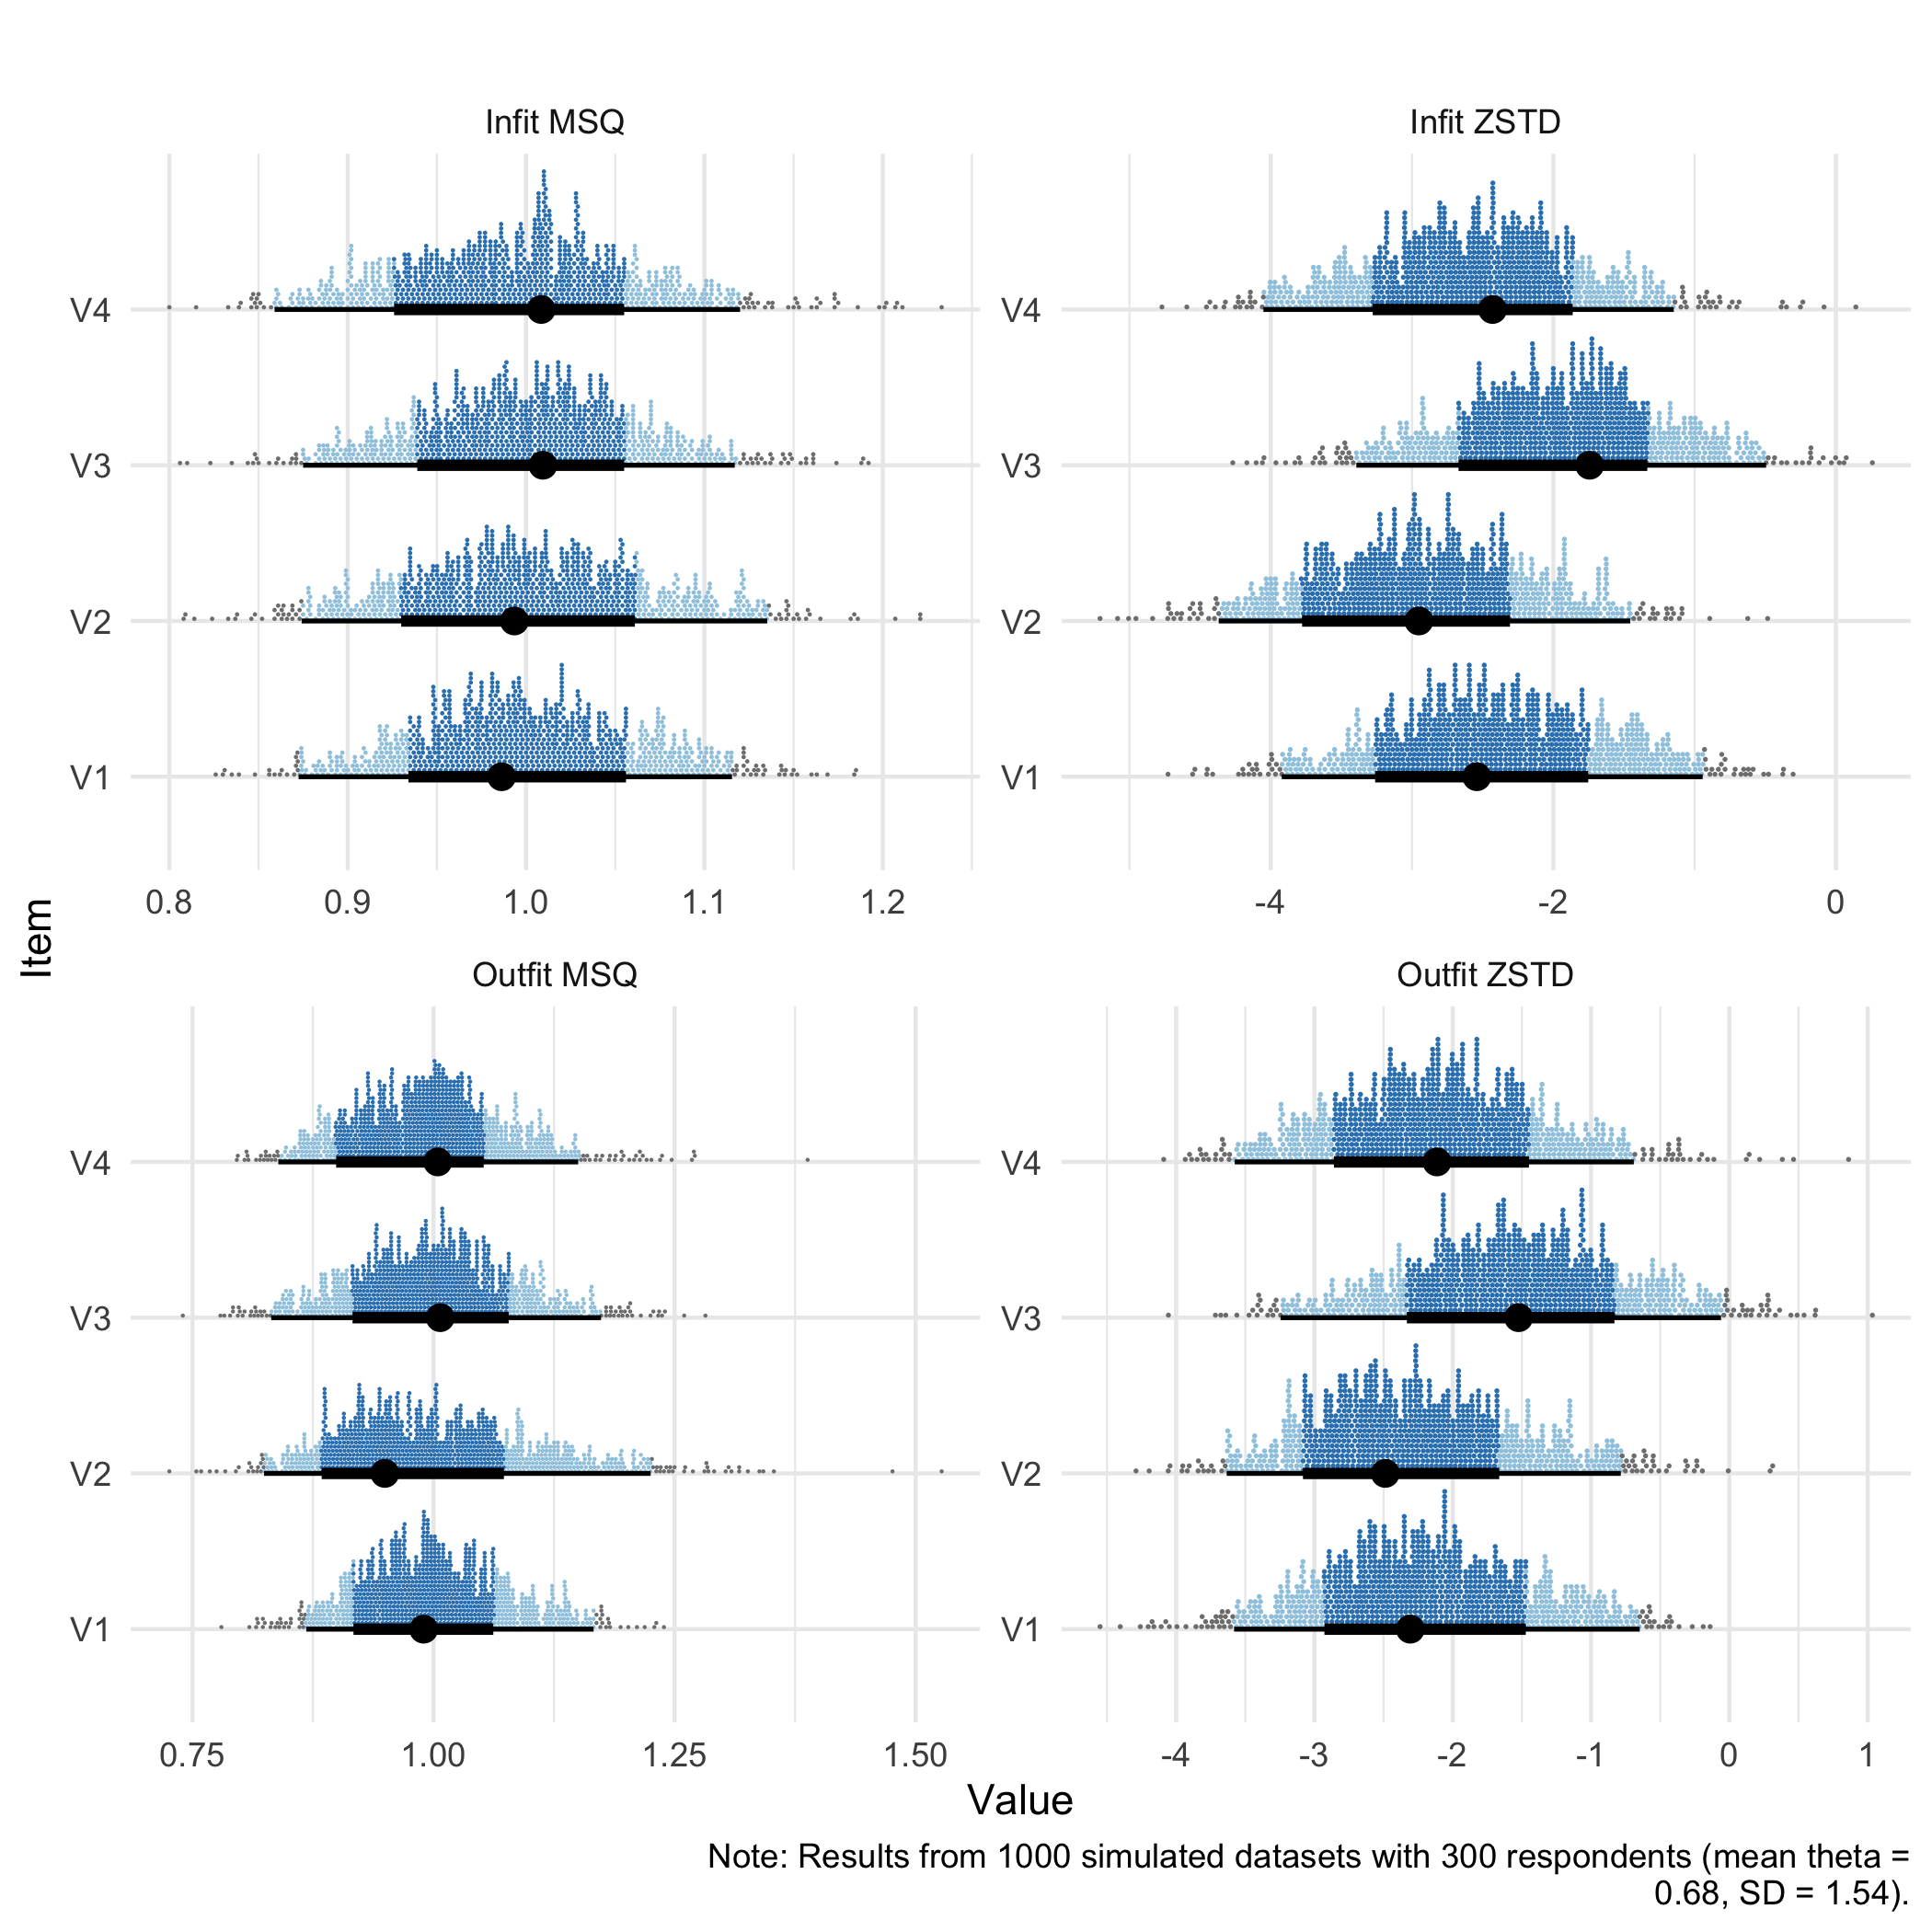 Infit MSQ
Infit ZSTD
V4
V3
V2
V1
V4
V3
V2
V1
0.8 0.9 1.0 1.1 1.2
-4 -2 0
Item
Outfit MSQ
Outfit ZSTD
V4
V3
V2
V1
V4
V3
V2
V1
0.75 1.00 1.25 1.50
-4 -3 -2 -1 0 1
Value
Note: Results from 1000 simulated datasets with 300 respondents (mean theta =
0.68, SD = 1.54).